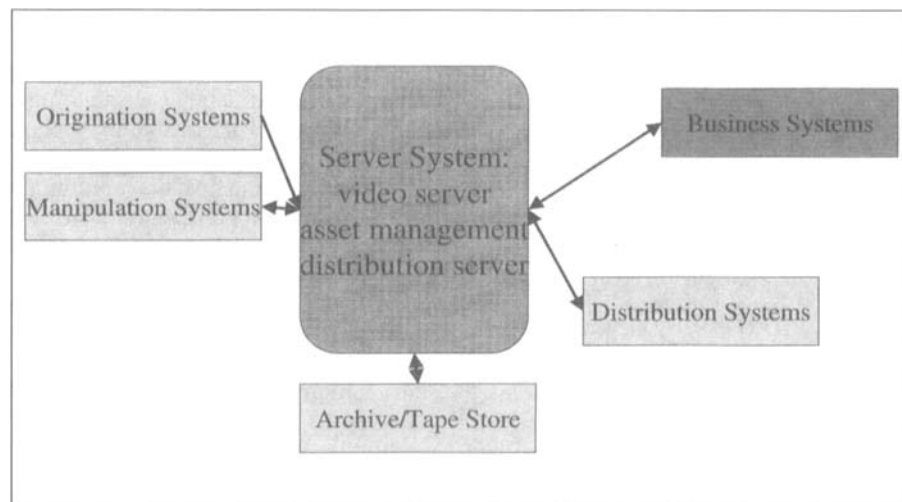 Origination Systems
Manipulation Systems
Server System:
video server
asset management
distribution server
Business Systems
Distribution Systems
Archive/Tape Store